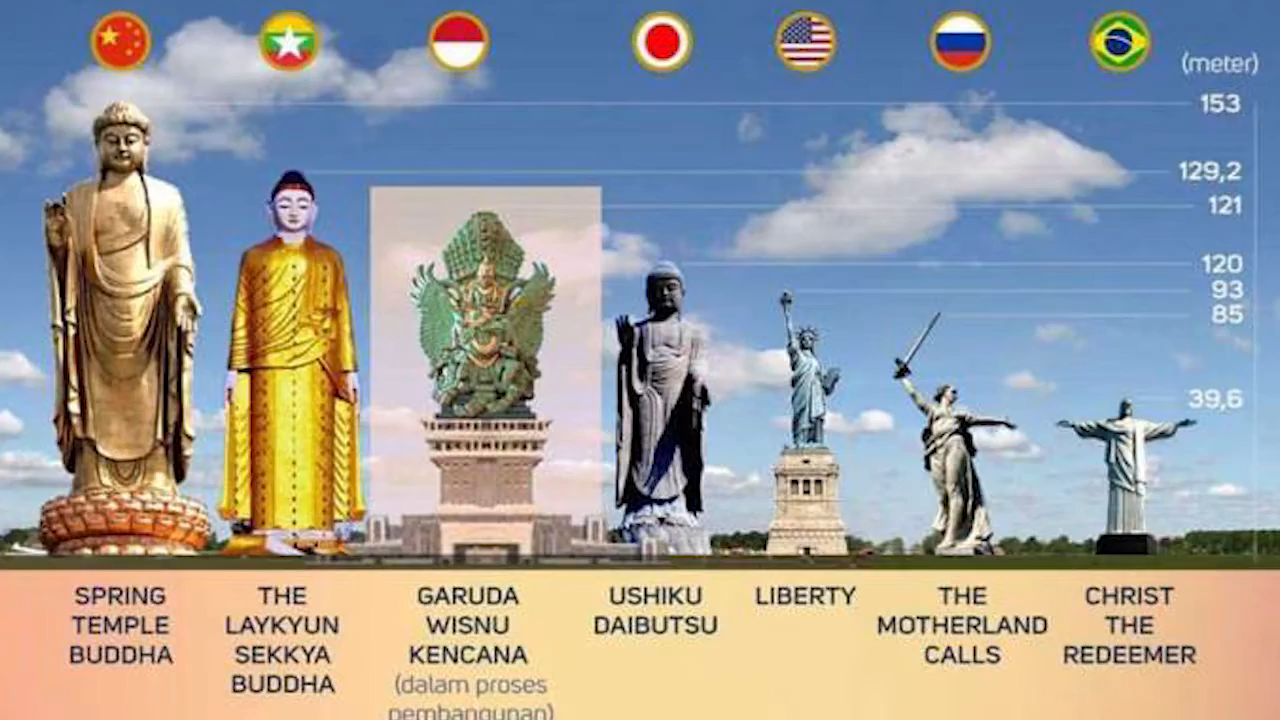 (meter)
153
129,2
121
120
93
85
39,6
SPRING
TEMPLE
BUDDHA
THE
LAYKYUN
SEKKYA
BUDDHA
GARUDA
WISNU
KENCANA
(dalam proses
pembangunan)
USHIKU
DAIBUTSU
LIBERTY
THE
MOTHERLAND
CALLS
CHRIST
THE
REDEEMER